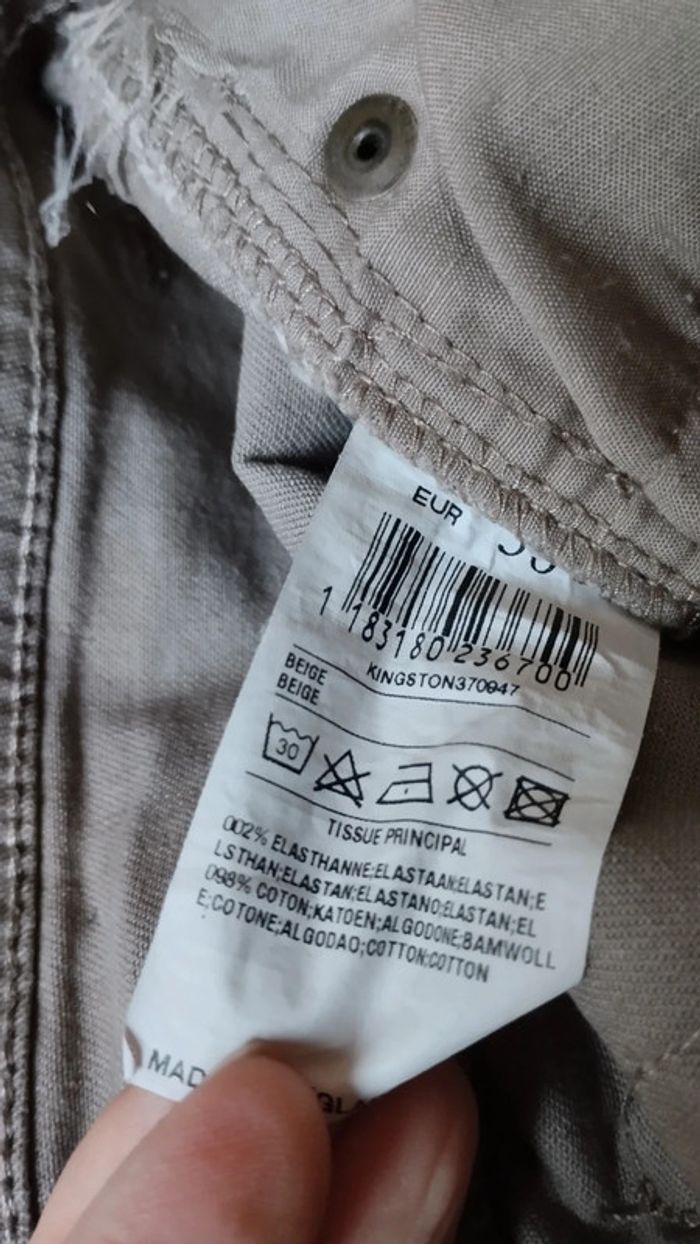 EUR
1 183180 236700
BEIGE KINGSTON370947
BEIGE
30
TISSUE PRINCIPAL
002% ELASTHANNE;ELASTAAN;ELASTAN;E
LSTHAN;ELASTAN;ELASTANO;ELASTAN;EL
098% COTON;KATOEN;ALGODONE;BAMWOLL
E;COTONE;ALGODAO;COTTON;COTTON